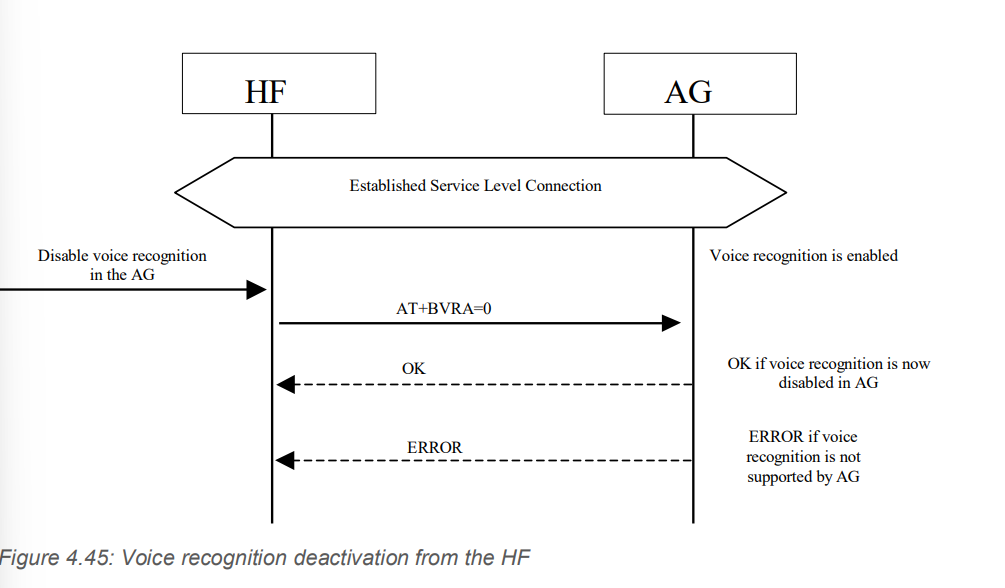 HF
AG
Established Service Level Connection
Disable voice recognition
in the AG
Voice recognition is enabled
AT+BVRA=0
OK
OK if voice recognition is now
disabled in AG
ERROR
ERROR if voice
recognition is not
supported by AG
Figure 4.45: Voice recognition deactivation from the HF